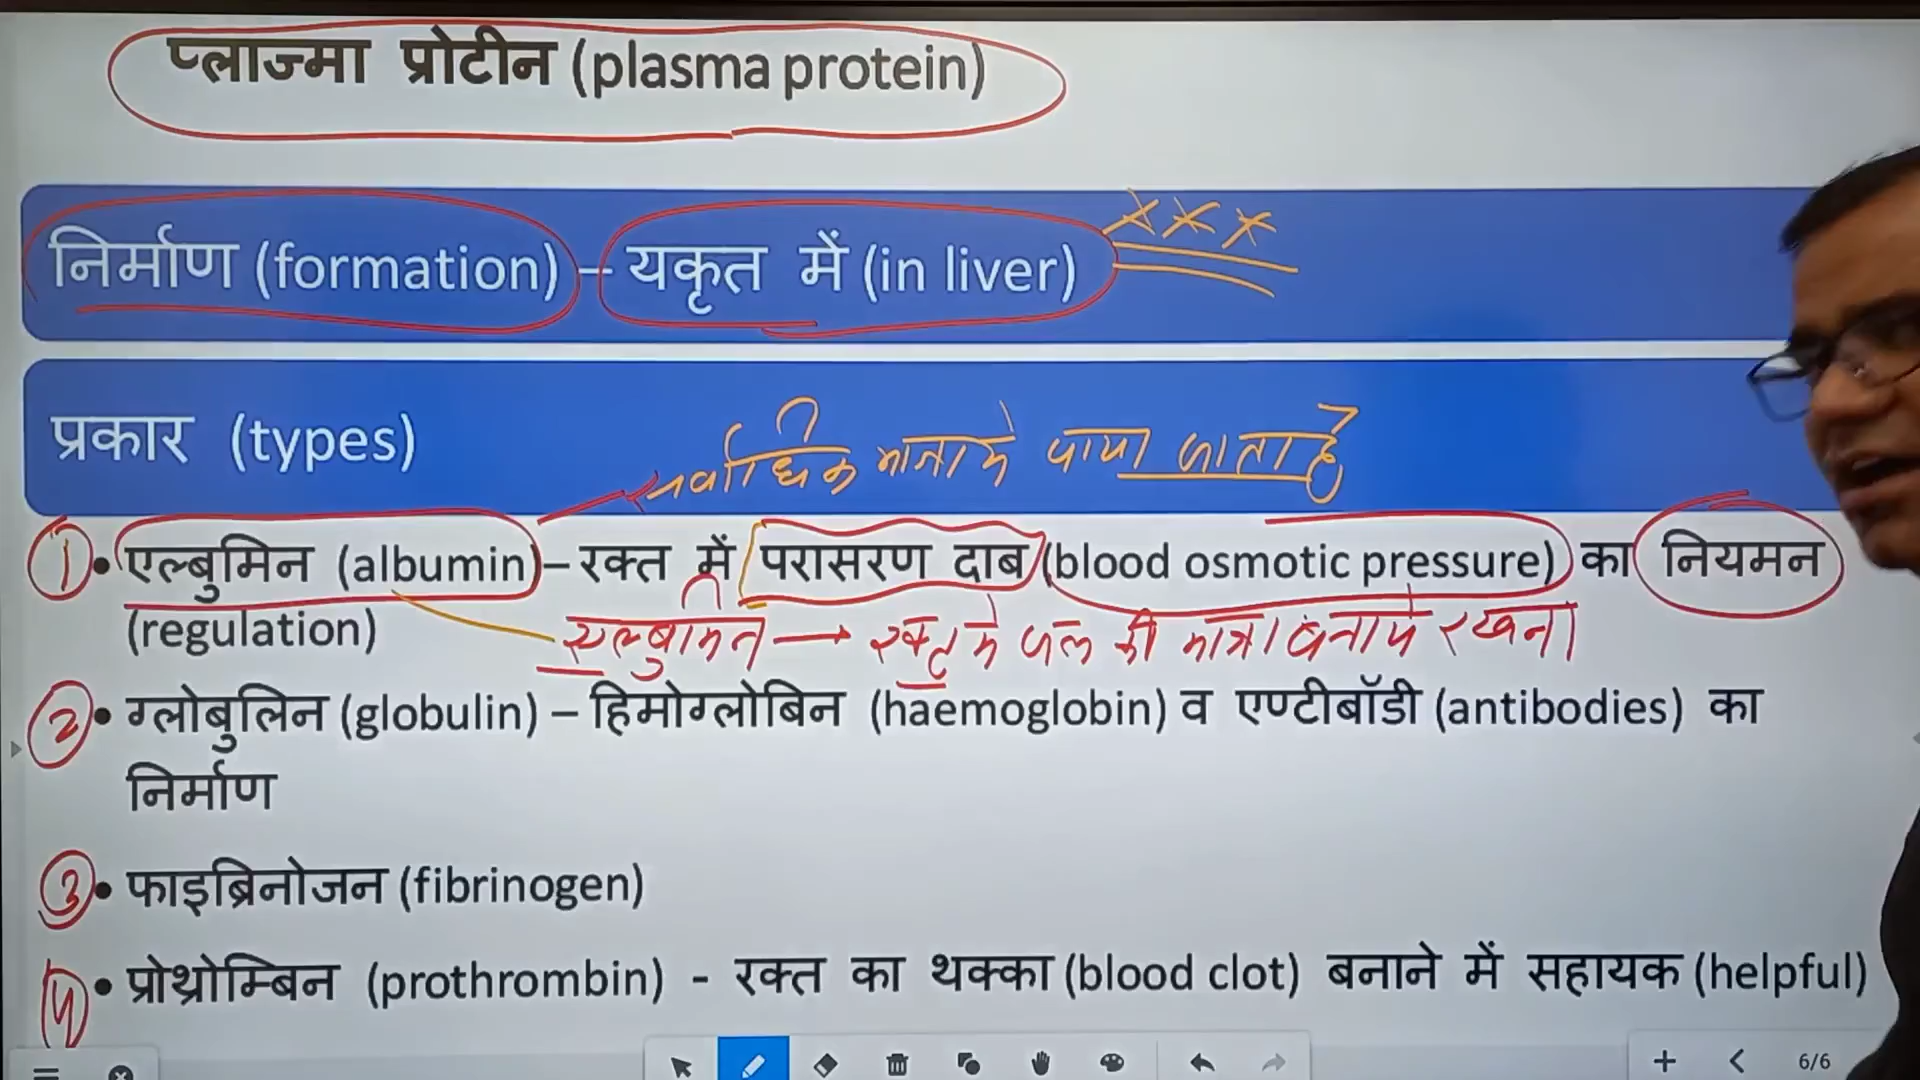 प्लाज्मा प्रोटीन (plasma protein)
निर्माण (formation) – यकृत में (in liver)
प्रकार (types)
सर्वाधिक मात्रा मे पाया जाता है
1 • एल्बुमिन (albumin) – रक्त में परासरण दाब (blood osmotic pressure) का नियमन
(regulation)
एल्बुमिन → रक्त मे जल की मात्रा बनाये रखना
2 • ग्लोबुलिन (globulin) – हिमोग्लोबिन (haemoglobin) व एण्टीबॉडी (antibodies) का
निर्माण
3 • फाइब्रिनोजन (fibrinogen)
4 • प्रोथ्रोम्बिन (prothrombin) - रक्त का थक्का (blood clot) बनाने में सहायक (helpful)
6/6